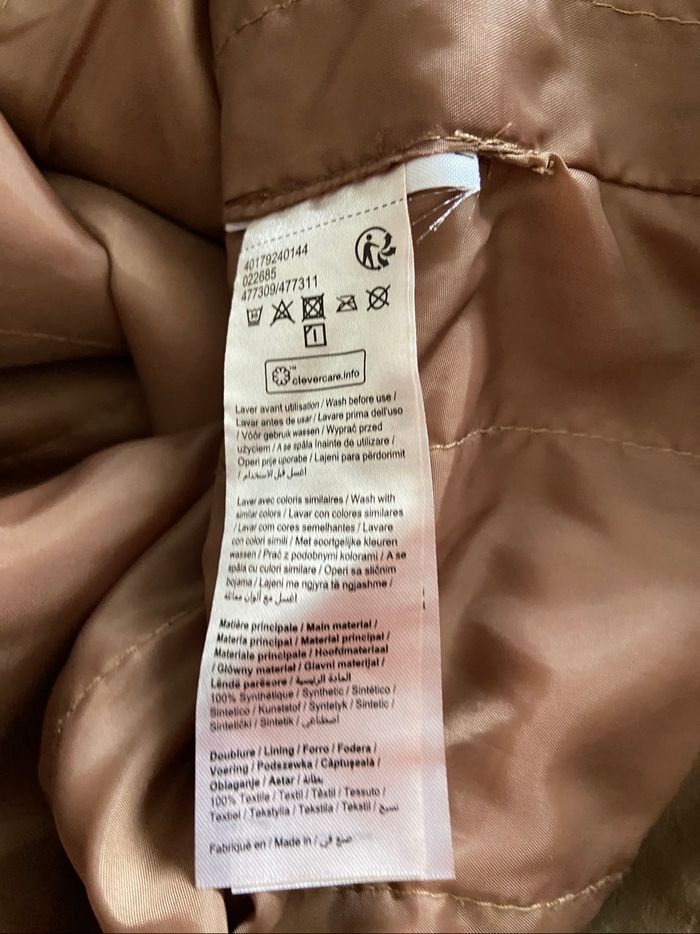 40179240144
022685
477309/477311
clevercare.info
Laver avant utilisation / Wash before use /
Lavar antes de usar / Lavare prima dell'uso
/ Vóór gebruik wassen / Wyprać przed
użyciem / A se spăla înainte de utilizare /
Operi prije uporabe / Lajeni para përdorimit
/ اغسل قبل الاستخدام
Laver avec coloris similaires / Wash with
similar colors / Lavar con colores similares
/ Lavar com cores semelhantes / Lavare
con colori simili / Met soortgelijke kleuren
wassen / Prać z podobnymi kolorami / A se
spăla cu culori similare / Operi sa sličnim
bojama / Lajeni me ngjyra të ngjashme /
اغسل مع ألوان مماثلة
Matière principale / Main material /
Materia principal / Material principal /
Materiale principale / Hoofdmateriaal
/ Główny materiał / Glavni materijal /
Lëndë parësore / المادة الرئيسية
100% Synthétique / Synthetic / Sintético /
Sintetico / Kunststof / Syntetyk / Sintetic /
Sintetički / Sintetik / اصطناعي
Doublure / Lining / Forro / Fodera /
Voering / Podszewka / Căptușeală /
Oblaganje / Astar / بطانة
100% Textile / Textil / Têxtil / Tessuto /
Textiel / Tekstylia / Tekstila / Tekstil / نسيج
Fabriqué en / Made in / صنع في